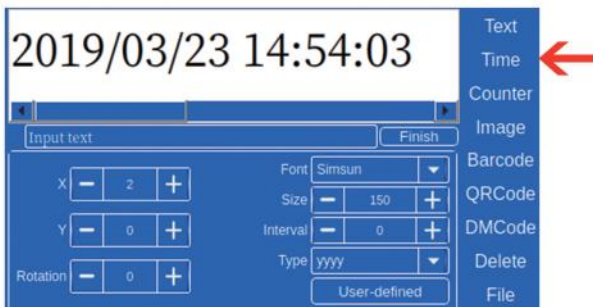 2019/03/23 14:54:03
Input text
Finish
X
2
Y
0
Rotation
0
Font
Simsun
Size
150
Interval
0
Type
yyyy
User-defined
Text
Time
Counter
Image
Barcode
QRCode
DMCode
Delete
File